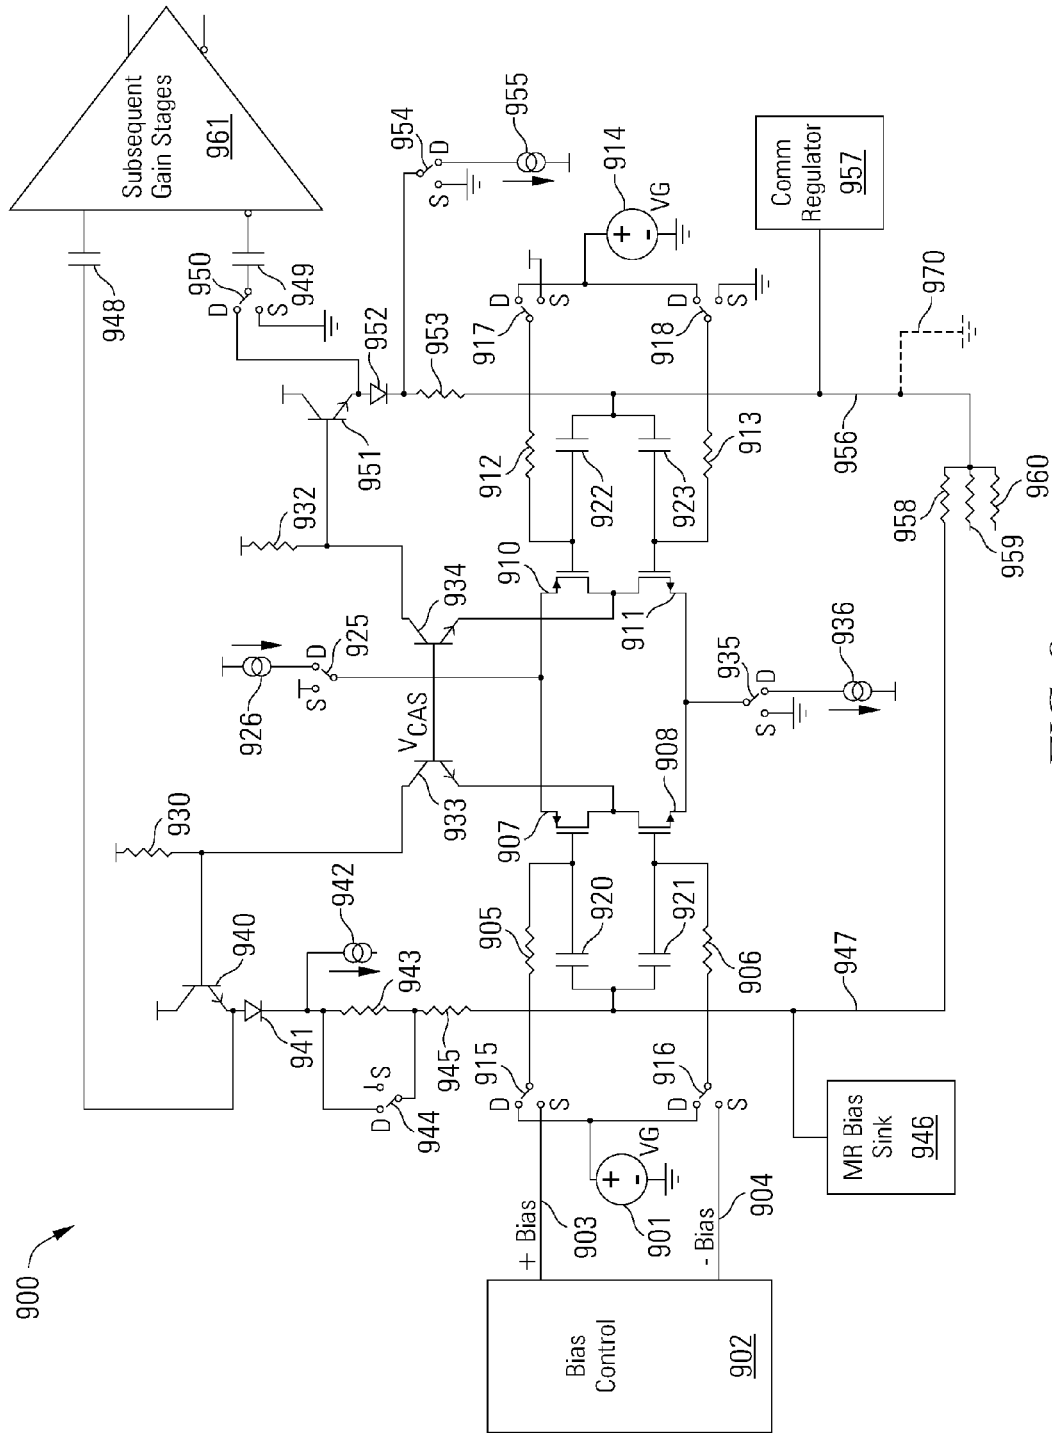 900
Subsequent
Gain Stages
961
948
950
949
D
S
954
D
S
955
951
952
953
932
917
D
S
914
VG
+
-
918
D
S
912
922
923
913
Comm
Regulator
957
970
956
958
959
960
910
911
934
926
925
D
S
VCAS
933
936
935
D
S
907
908
930
940
941
942
943
944
D
S
945
905
920
921
906
947
915
D
S
916
D
S
MR Bias
Sink
946
+
-
VG
901
+ Bias
903
- Bias
904
Bias
Control
902